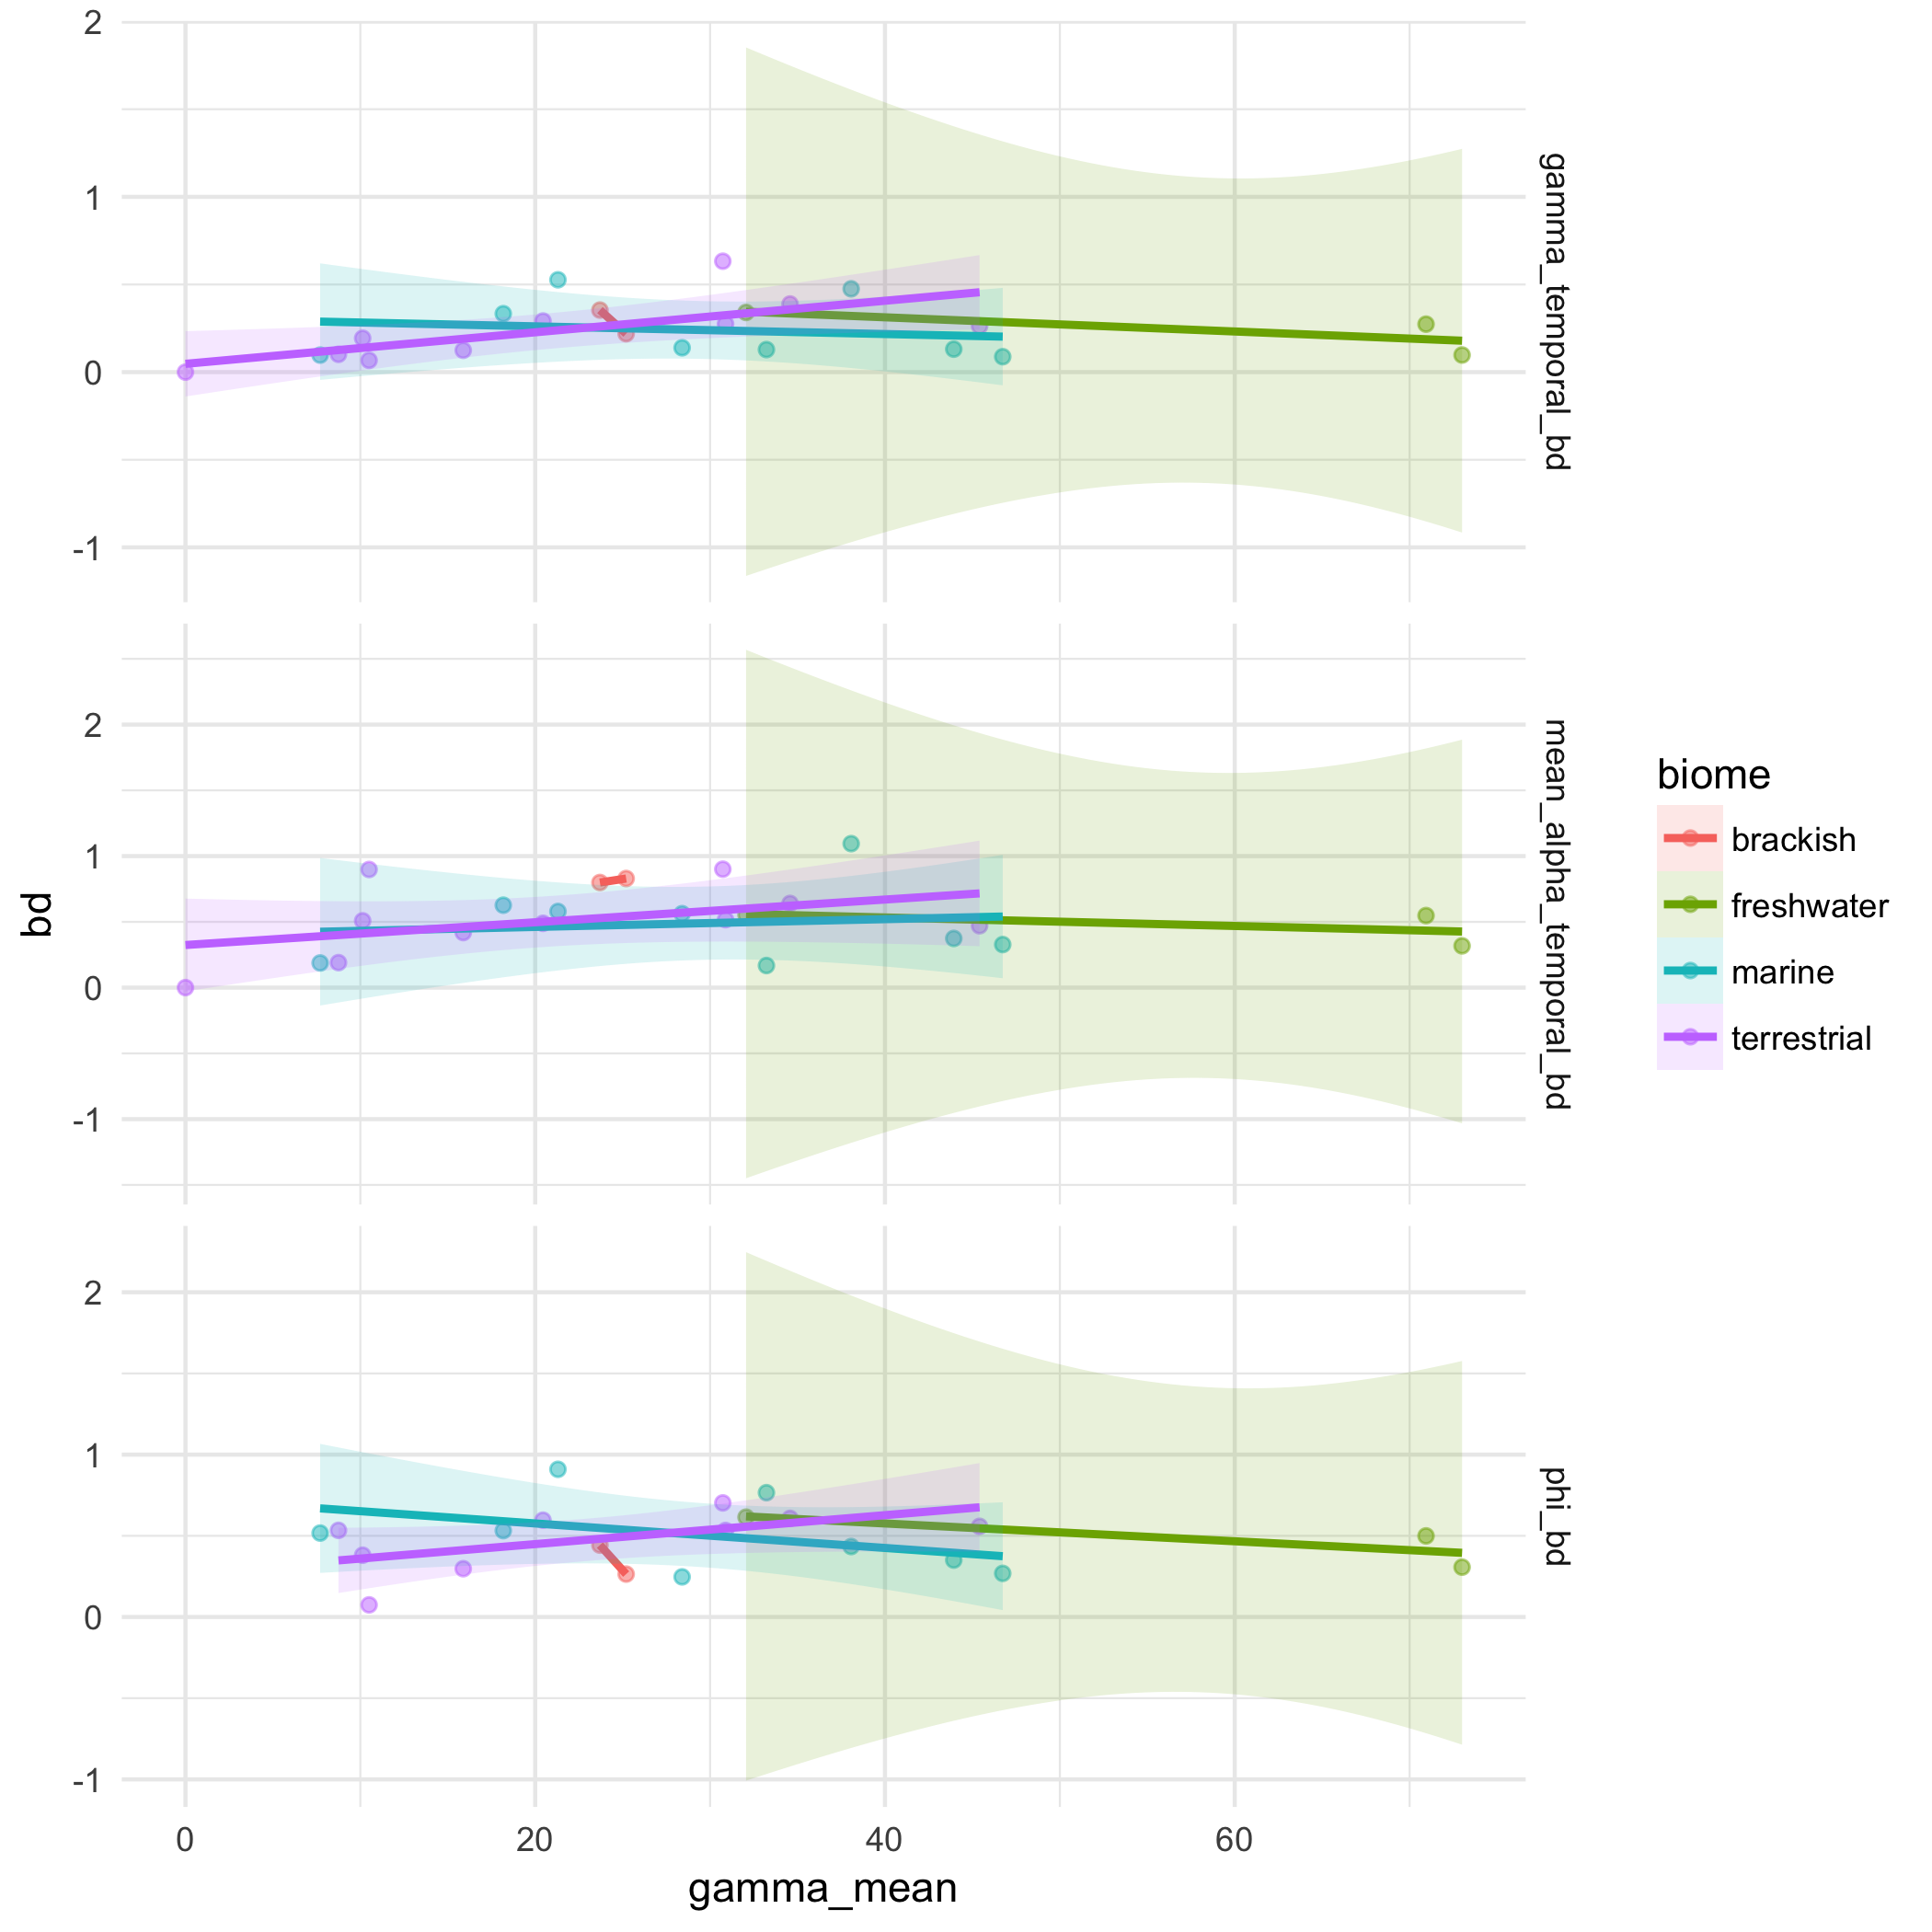 2
1
0
-1
gamma_temporal_bd
2
1
0
-1
mean_alpha_temporal_bd
2
1
0
-1
phi_bd
bd
0 20 40 60
gamma_mean
biome
brackish
freshwater
marine
terrestrial